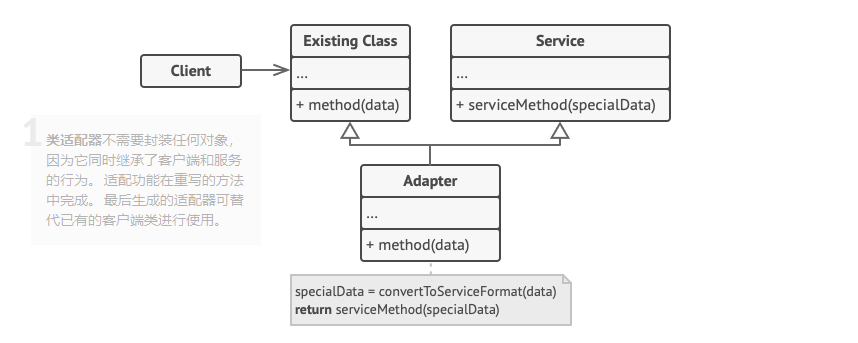 Existing Class
Service
Client
...
...
+ method(data)
+ serviceMethod(specialData)
1
类适配器不需要封装任何对象，
因为它同时继承了客户端和服务
的行为。 适配功能在重写的方法
中完成。 最后生成的适配器可替
代已有的客户端类进行使用。
Adapter
...
+ method(data)
specialData = convertToServiceFormat(data)
return serviceMethod(specialData)